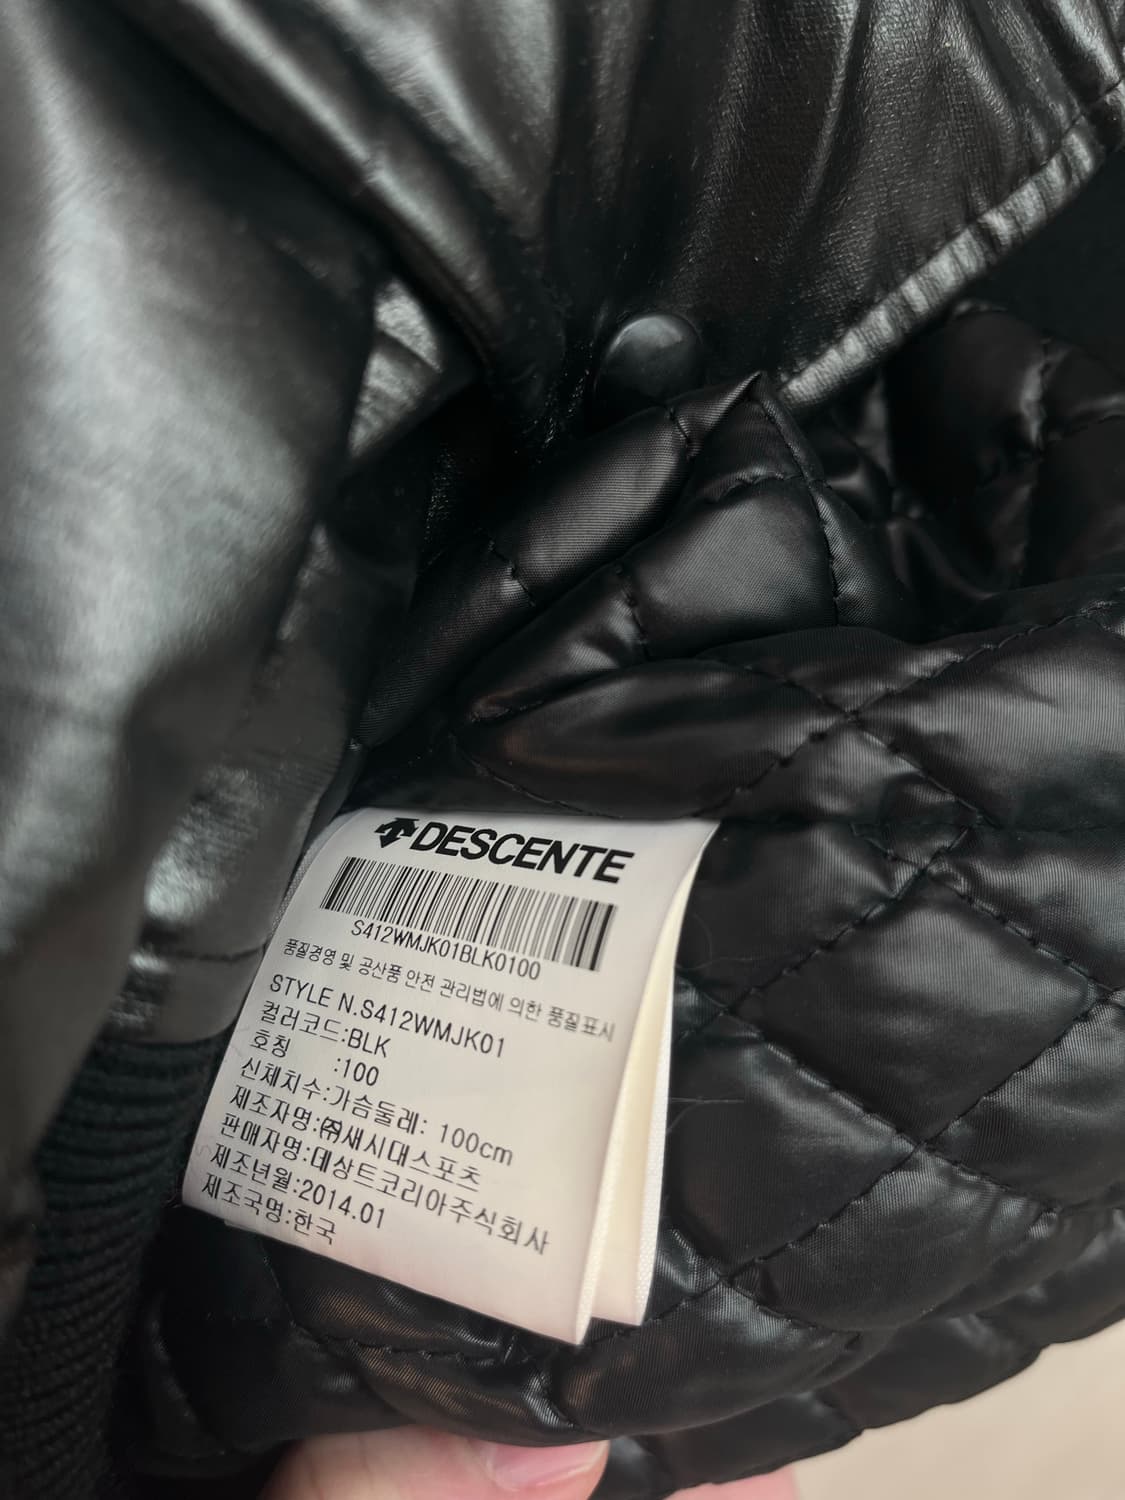 DESCENTE
S412WMJK01BLK0100
품질경영 및 공산품 안전 관리법에 의한 품질표시
STYLE N.S412WMJK01
컬러코드:BLK
호칭 :100
신체치수:가슴둘레: 100cm
제조자명:㈜새시대스포츠
판매자명:데상트코리아주식회사
제조년월:2014.01
제조국명:한국